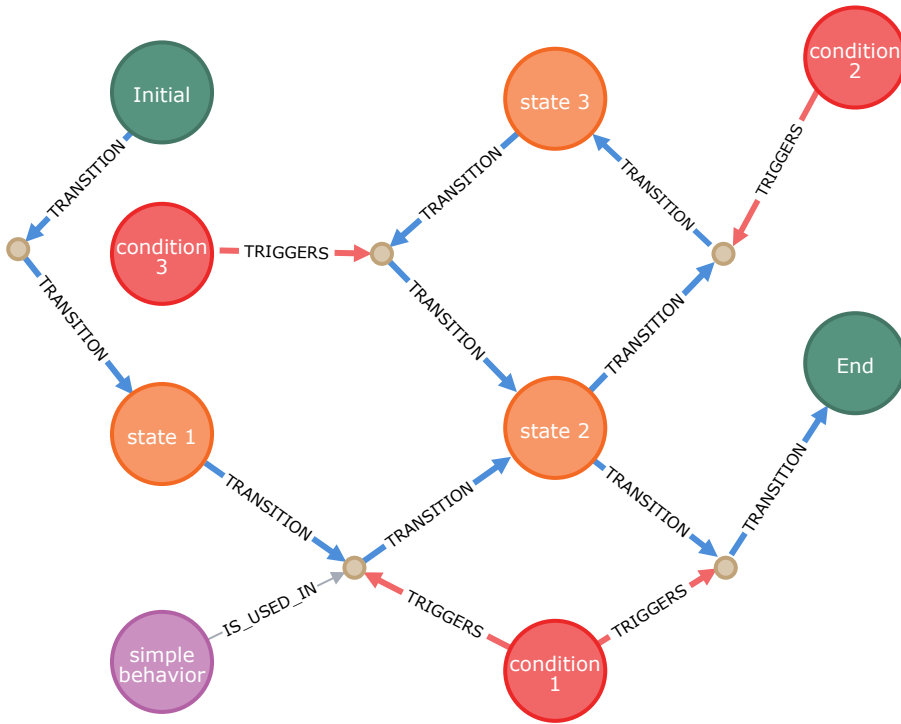 Initial
state 3
condition
2
TRANSITION
TRANSITION
TRANSITION
TRIGGERS
condition
3
TRIGGERS
TRANSITION
TRANSITION
TRANSITION
End
state 1
state 2
TRANSITION
TRANSITION
TRANSITION
TRANSITION
IS_USED_IN
TRIGGERS
TRIGGERS
simple
behavior
condition
1